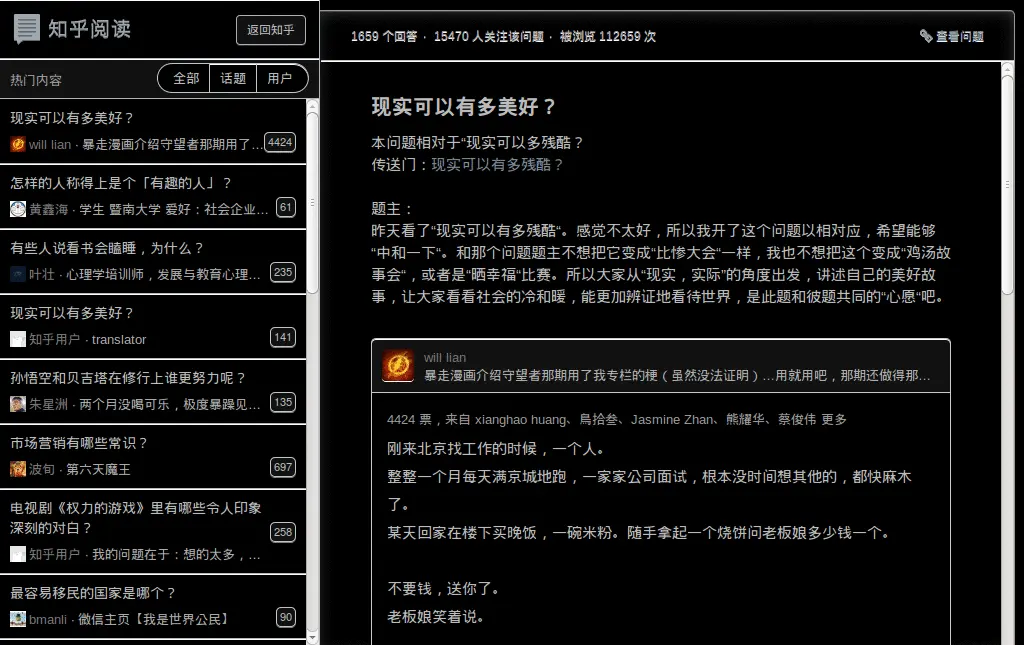 知乎阅读
返回知乎
热门内容
全部 话题 用户
现实可以有多美好？
will lian · 暴走漫画介绍守望者那期用了… 4424
怎样的人称得上是个「有趣的人」？
黄鑫海 · 学生 暨南大学 爱好：社会企业… 61
有些人说看书会瞌睡，为什么？
叶壮 · 心理学培训师，发展与教育心理… 235
现实可以有多美好？
知乎用户 · translator 141
孙悟空和贝吉塔在修行上谁更努力呢？
朱星洲 · 两个月没喝可乐，极度暴躁见… 135
市场营销有哪些常识？
波旬 · 第六天魔王 697
电视剧《权力的游戏》里有哪些令人印象
深刻的对白？
知乎用户 · 我的问题在于：想的太多，… 258
最容易移民的国家是哪个？
bmanli · 微信主页【我是世界公民】 90
1659 个回答 · 15470 人关注该问题 · 被浏览 112659 次
查看问题
现实可以有多美好？
本问题相对于“现实可以多残酷？
传送门：现实可以有多残酷？
题主：
昨天看了“现实可以有多残酷“。感觉不太好，所以我开了这个问题以相对应，希望能够
“中和一下“。和那个问题题主不想把它变成”比惨大会“一样，我也不想把这个变成”鸡汤故
事会“，或者是”晒幸福“比赛。所以大家从“现实，实际”的角度出发，讲述自己的美好故
事，让大家看看社会的冷和暖，能更加辨证地看待世界，是此题和彼题共同的”心愿“吧。
will lian
暴走漫画介绍守望者那期用了我专栏的梗（虽然没法证明）…用就用吧，那期还做得那…
4424 票，来自 xianghao huang、鳥拾叁、Jasmine Zhan、熊耀华、蔡俊伟 更多
刚来北京找工作的时候，一个人。
整整一个月每天满京城地跑，一家家公司面试，根本没时间想其他的，都快麻木
了。
某天回家在楼下买晚饭，一碗米粉。随手拿起一个烧饼问老板娘多少钱一个。
不要钱，送你了。
老板娘笑着说。